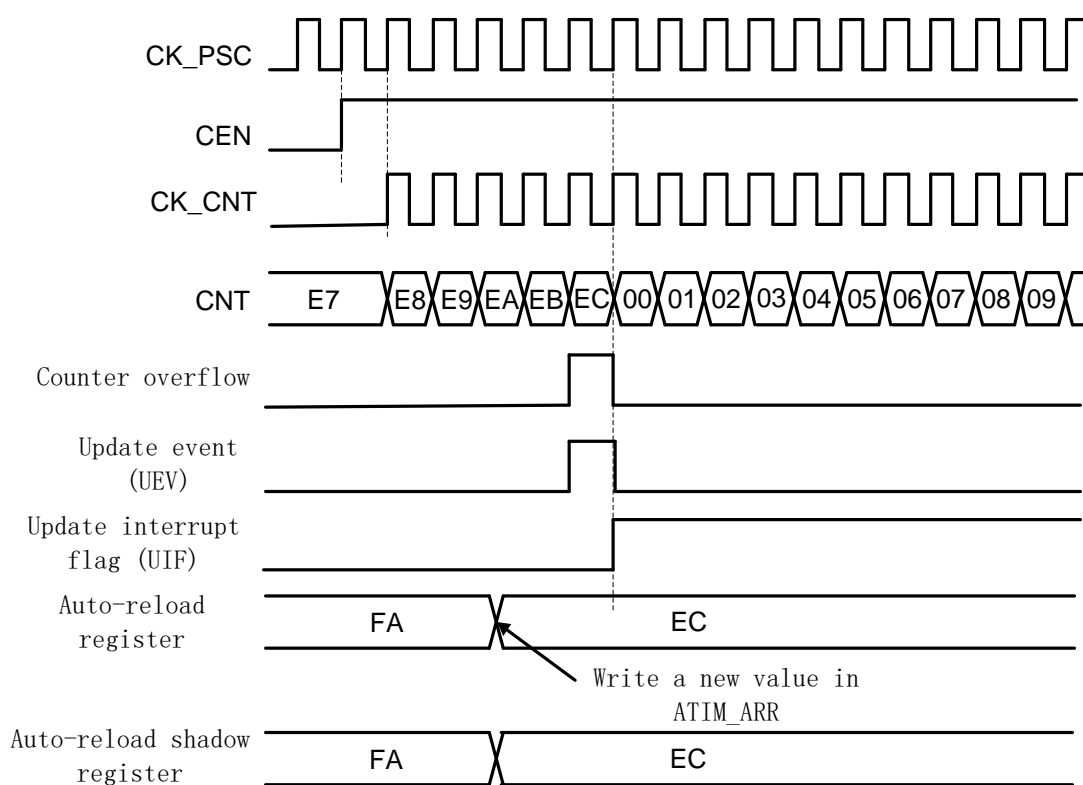 CK_PSC
CEN
CK_CNT
CNT E7 E8 E9 EA EB EC 00 01 02 03 04 05 06 07 08 09
Counter overflow
Update event
(UEV)
Update interrupt
flag (UIF)
Auto-reload
register
FA EC
Write a new value in
ATIM_ARR
Auto-reload shadow
register
FA EC